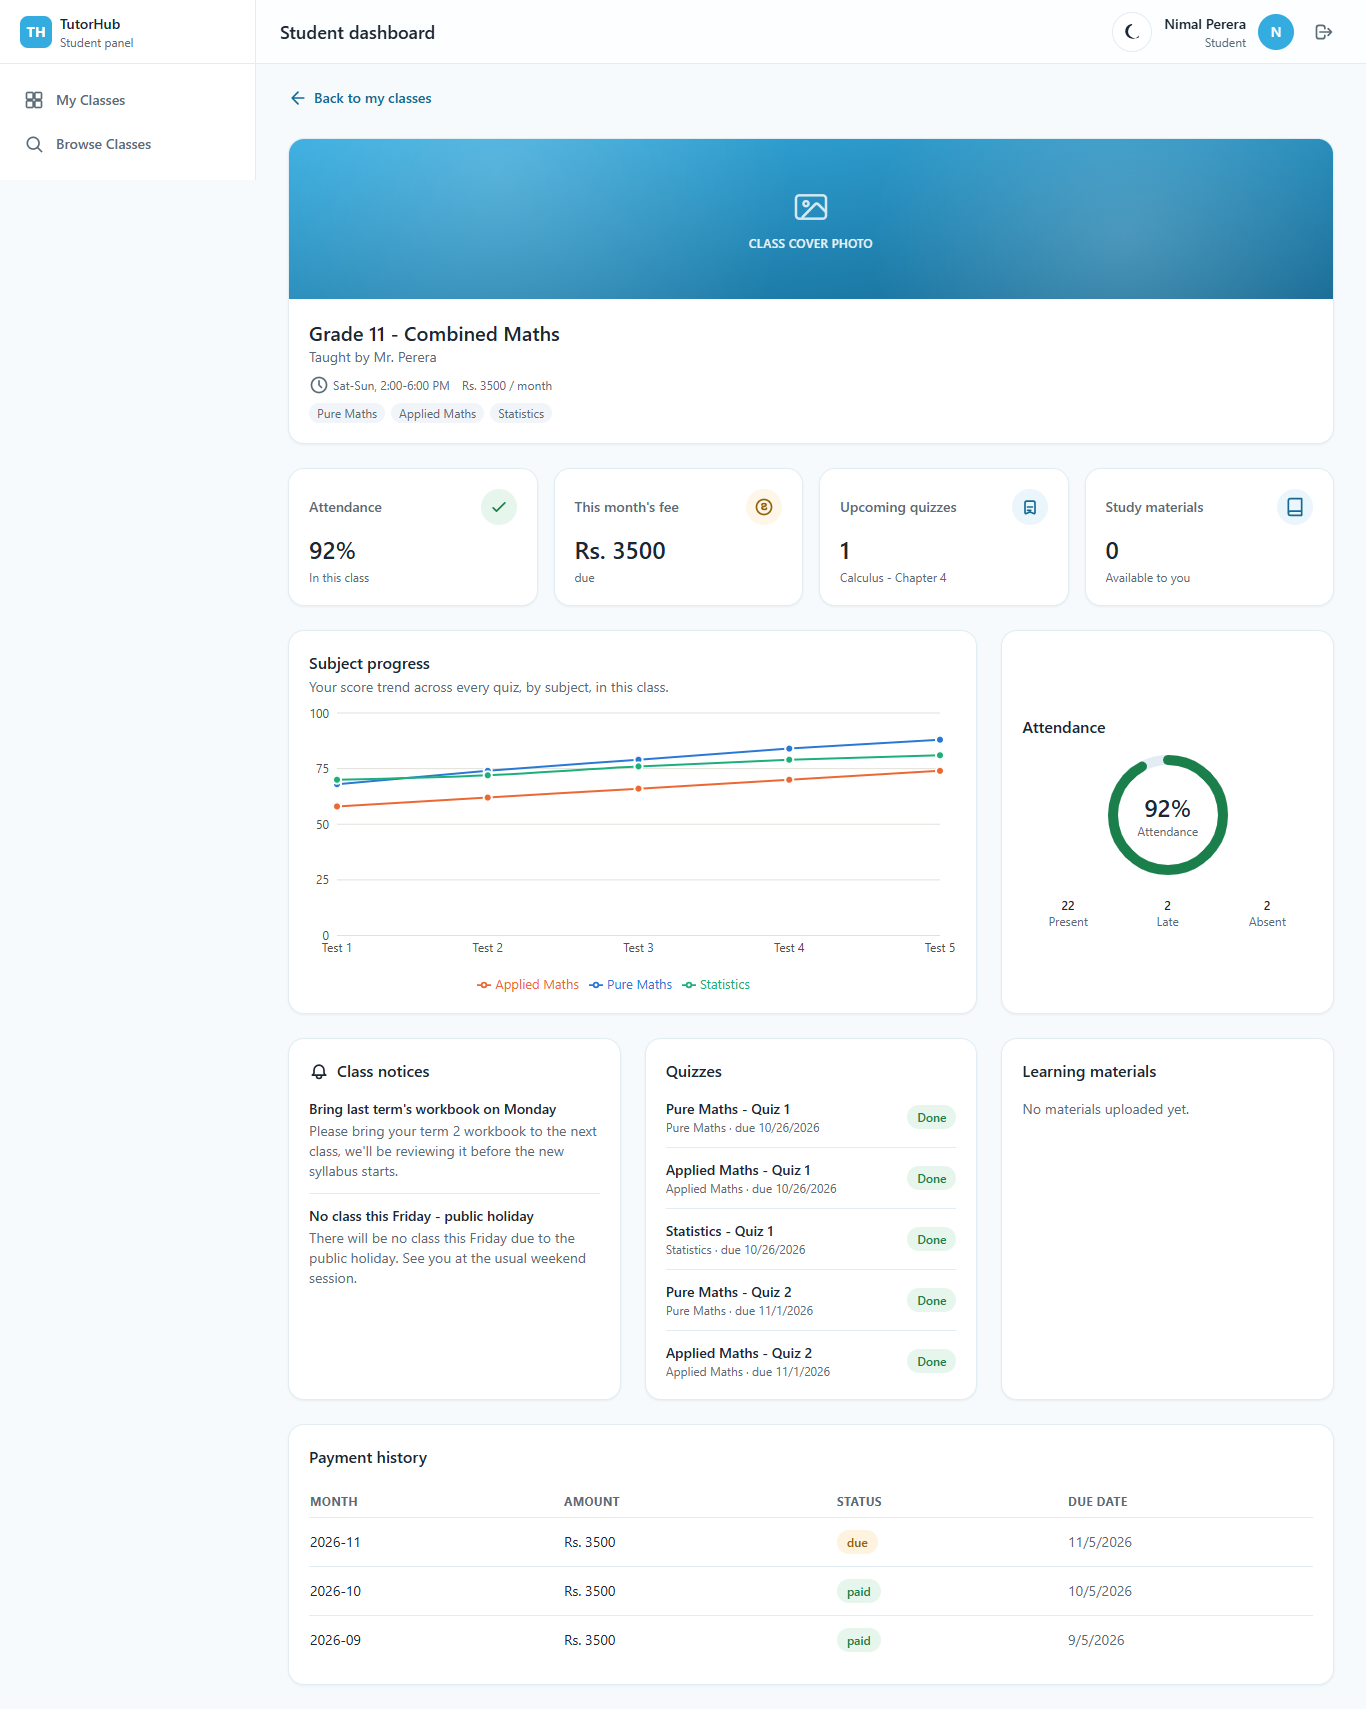 TH
TutorHub
Student panel
My Classes
Browse Classes
Student dashboard
Nimal Perera
Student
N
Back to my classes
CLASS COVER PHOTO
Grade 11 - Combined Maths
Taught by Mr. Perera
Sat-Sun, 2:00-6:00 PM Rs. 3500 / month
Pure Maths Applied Maths Statistics
Attendance
92%
In this class
This month's fee
Rs. 3500
due
Upcoming quizzes
1
Calculus - Chapter 4
Study materials
0
Available to you
Subject progress
Your score trend across every quiz, by subject, in this class.
100
75
50
25
0
Test 1 Test 2 Test 3 Test 4 Test 5
Applied Maths Pure Maths Statistics
Attendance
92%
Attendance
22 2 2
Present Late Absent
Class notices
Bring last term's workbook on Monday
Please bring your term 2 workbook to the next
class, we'll be reviewing it before the new
syllabus starts.
No class this Friday - public holiday
There will be no class this Friday due to the
public holiday. See you at the usual weekend
session.
Quizzes
Pure Maths - Quiz 1
Pure Maths · due 10/26/2026
Done
Applied Maths - Quiz 1
Applied Maths · due 10/26/2026
Done
Statistics - Quiz 1
Statistics · due 10/26/2026
Done
Pure Maths - Quiz 2
Pure Maths · due 11/1/2026
Done
Applied Maths - Quiz 2
Applied Maths · due 11/1/2026
Done
Learning materials
No materials uploaded yet.
Payment history
MONTH AMOUNT STATUS DUE DATE
2026-11 Rs. 3500 due 11/5/2026
2026-10 Rs. 3500 paid 10/5/2026
2026-09 Rs. 3500 paid 9/5/2026